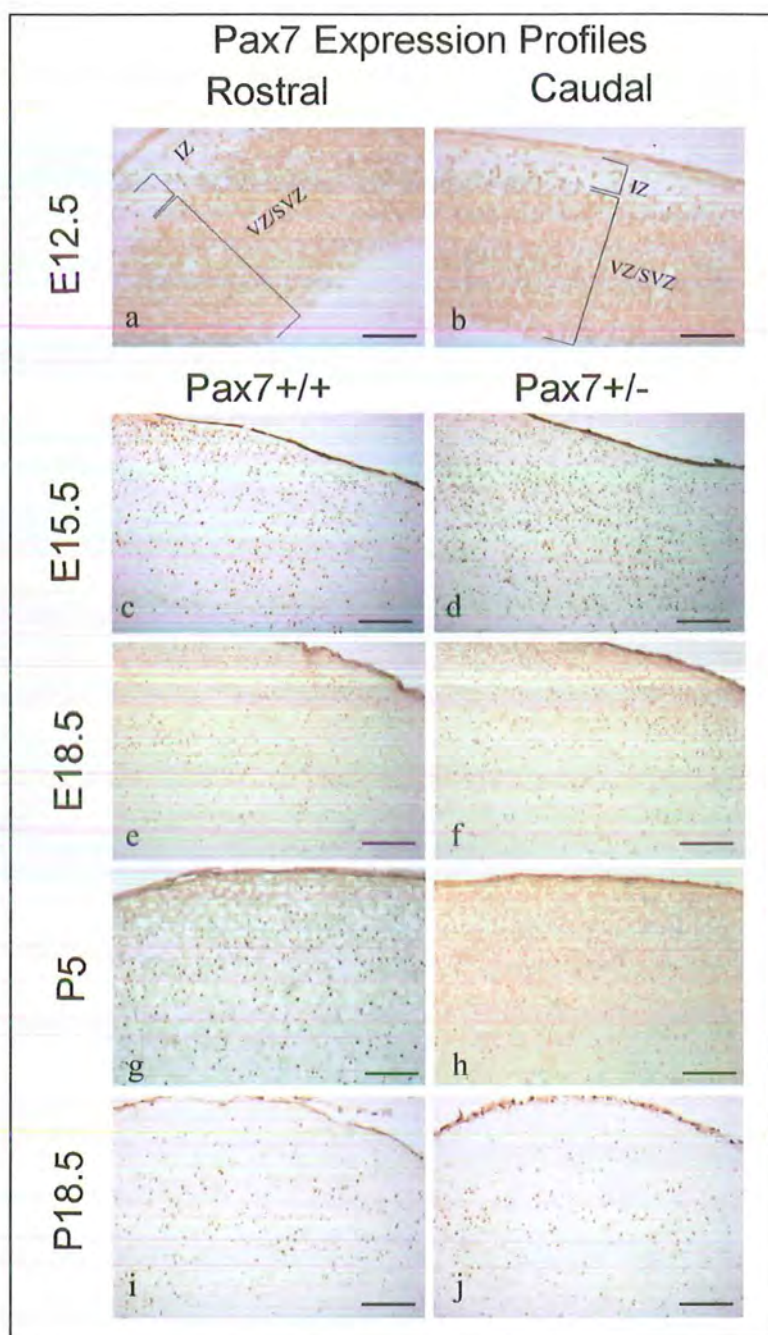 Pax7 Expression Profiles
Rostral Caudal
E12.5
IZ
VZ/SVZ
a
IZ
VZ/SVZ
b
Pax7+/+ Pax7+/-
E15.5
c
d
E18.5
e
f
P5
g
h
P18.5
i
j